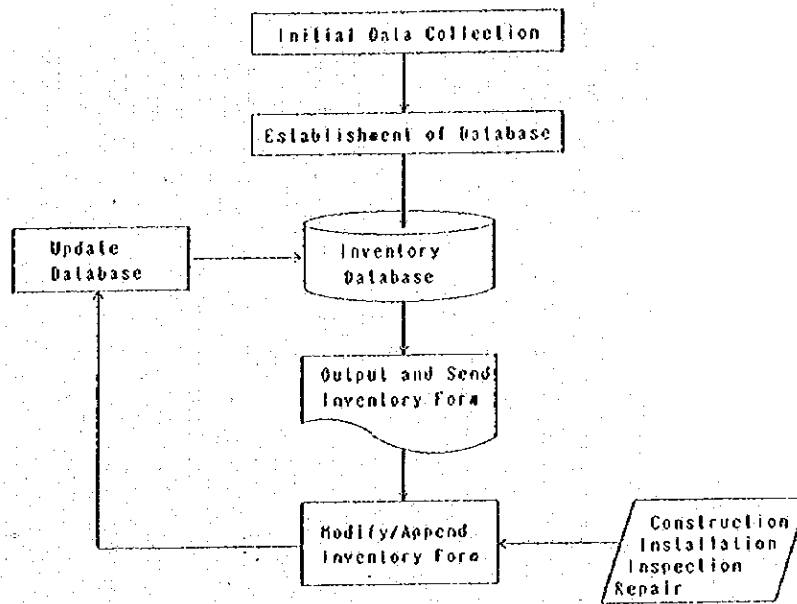 Initial Data Collection
Establishment of Database
Update
Database
Inventory
Database
Output and Send
Inventory Form
Modify/Append
Inventory Form
Construction
Installation
Inspection
Repair